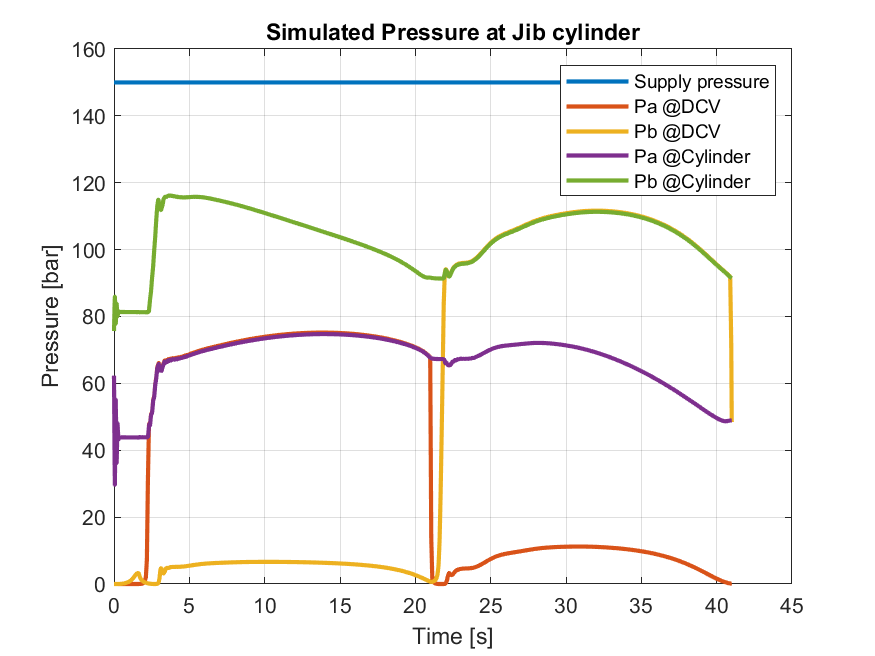 Simulated Pressure at Jib cylinder
160
140
120
100
80
60
40
20
0
Pressure [bar]
Supply pressure
Pa @DCV
Pb @DCV
Pa @Cylinder
Pb @Cylinder
0 5 10 15 20 25 30 35 40 45
Time [s]